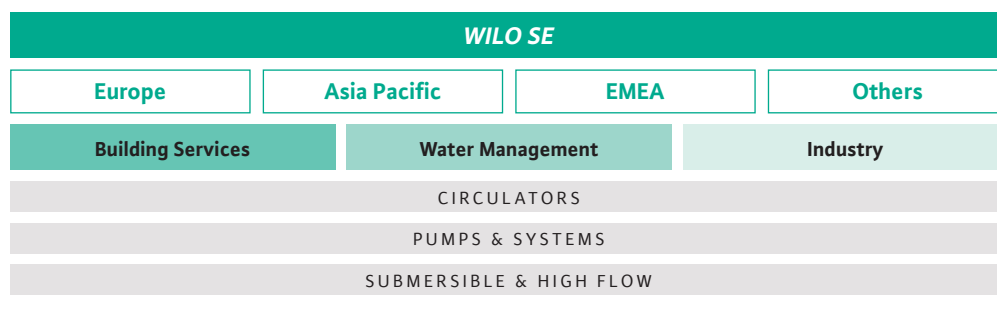 WILO SE
Europe Asia Pacific EMEA Others
Building Services Water Management Industry
CIRCULATORS
PUMPS & SYSTEMS
SUBMERSIBLE & HIGH FLOW